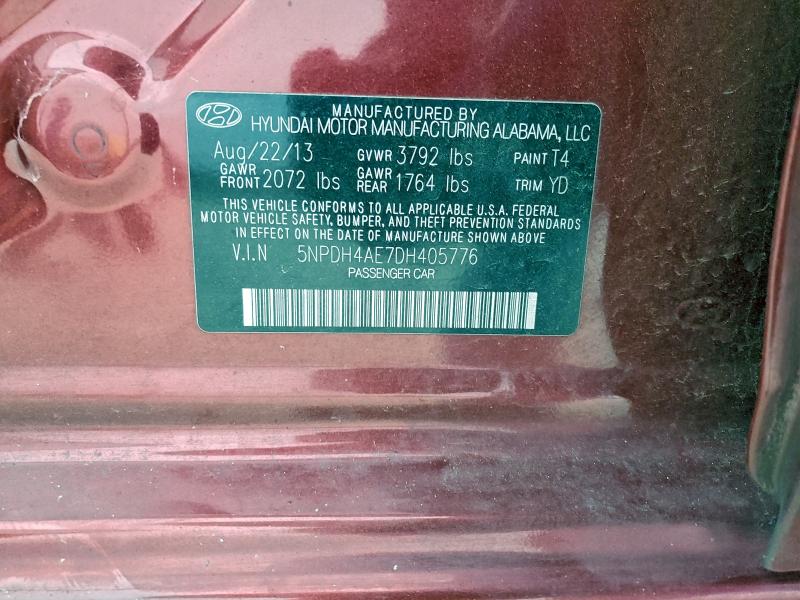 MANUFACTURED BY
HYUNDAI MOTOR MANUFACTURING ALABAMA, LLC
Aug/22/13 GVWR 3792 lbs PAINT T4
GAWR FRONT 2072 lbs GAWR REAR 1764 lbs TRIM YD
THIS VEHICLE CONFORMS TO ALL APPLICABLE U.S.A. FEDERAL
MOTOR VEHICLE SAFETY, BUMPER, AND THEFT PREVENTION STANDARDS
IN EFFECT ON THE DATE OF MANUFACTURE SHOWN ABOVE
V.I.N 5NPDH4AE7DH405776
PASSENGER CAR